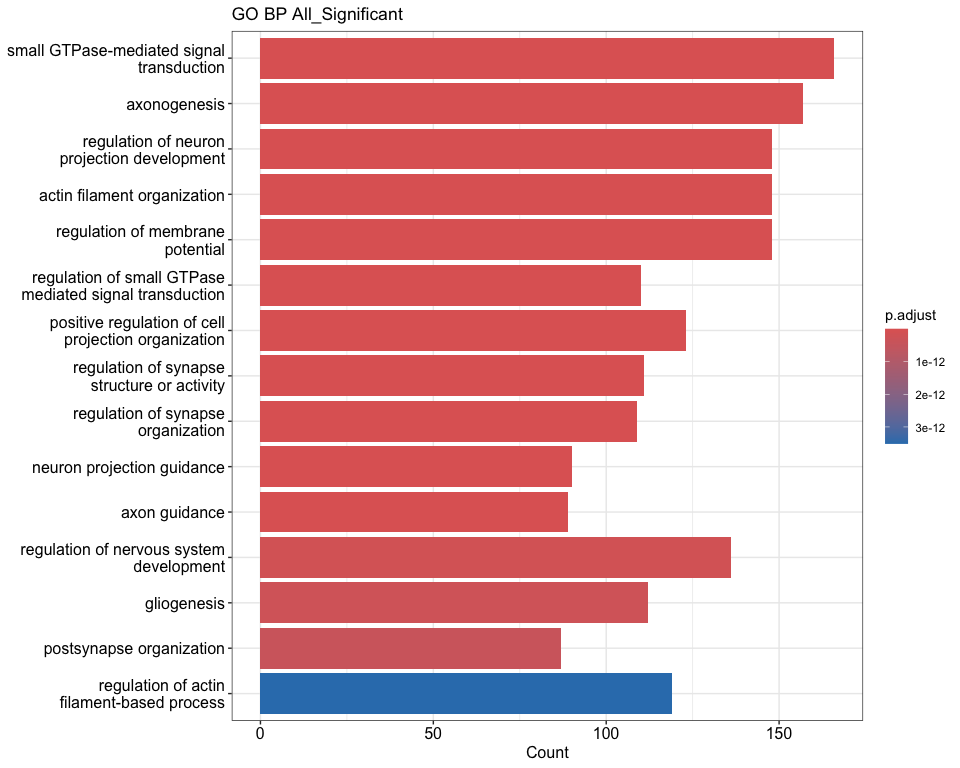 GO BP All_Significant
small GTPase-mediated signal
transduction
axonogenesis
regulation of neuron
projection development
actin filament organization
regulation of membrane
potential
regulation of small GTPase
mediated signal transduction
positive regulation of cell
projection organization
regulation of synapse
structure or activity
regulation of synapse
organization
neuron projection guidance
axon guidance
regulation of nervous system
development
gliogenesis
postsynapse organization
regulation of actin
filament-based process
0
50
100
150
Count
p.adjust
1e-12
2e-12
3e-12